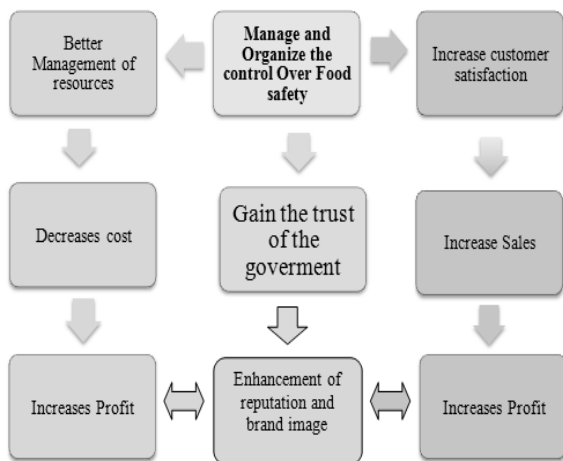 Better
Management of
resources
Manage and
Organize the
control Over Food
safety
Increase customer
satisfaction
Decreases cost
Gain the trust
of the
goverment
Increase Sales
Increases Profit
Enhancement of
reputation and
brand image
Increases Profit